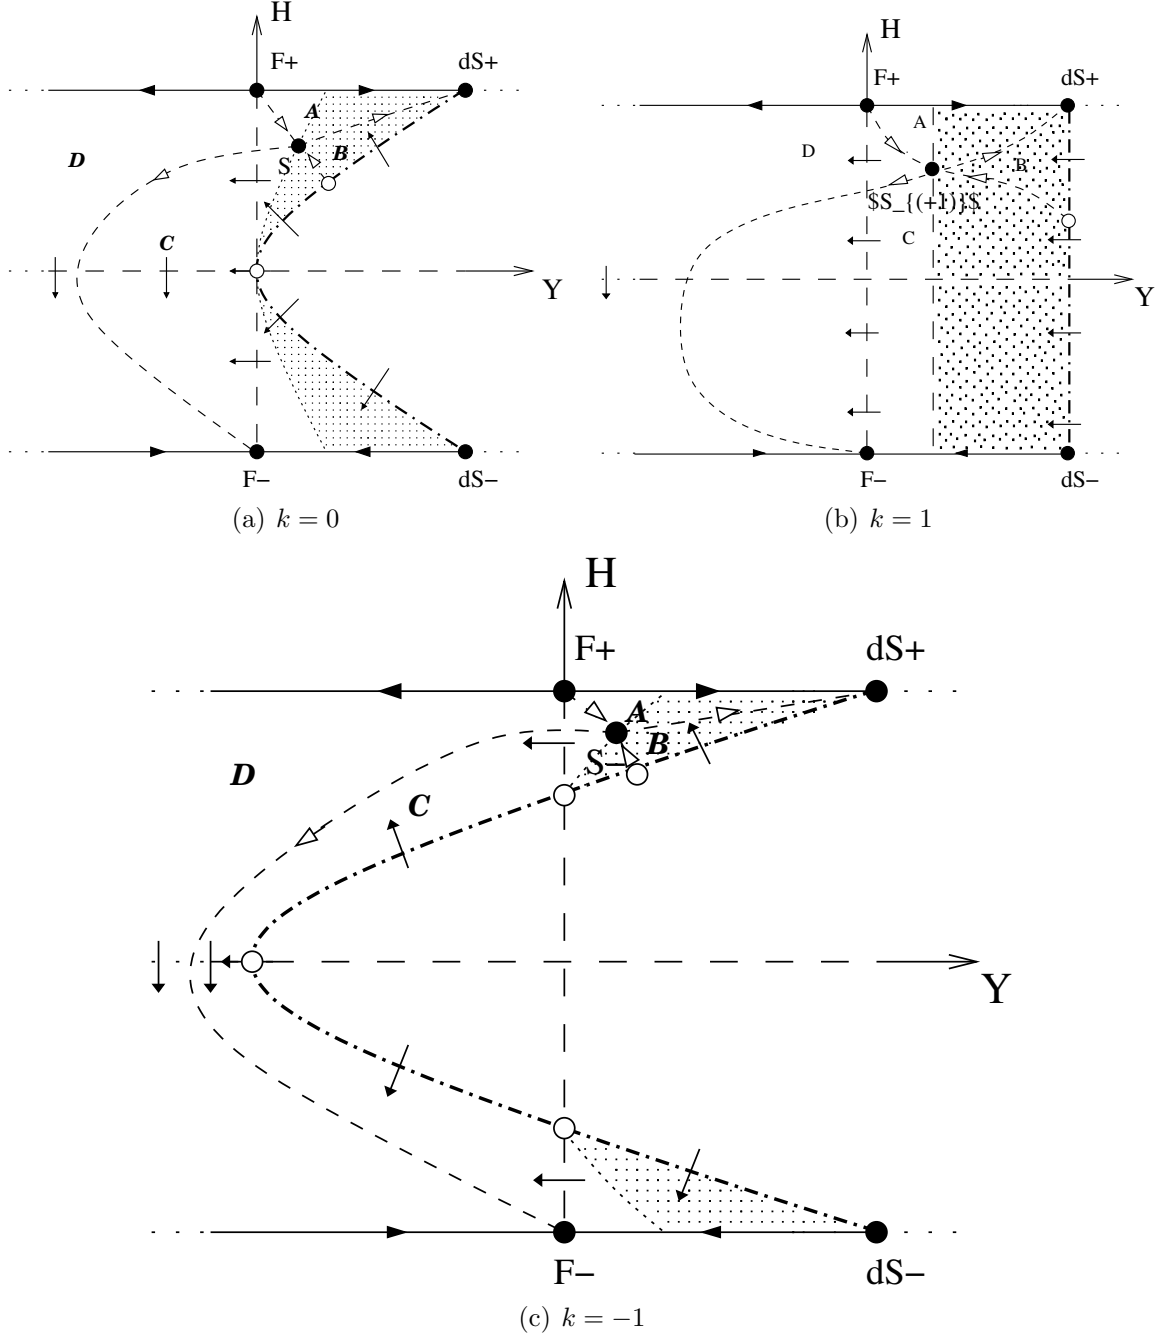 H
F+
dS+
A
B
S
D
C
Y
F−
dS−
(a) k = 0
H
F+
dS+
A
D
B
$S_{(+1)}$
C
Y
F−
dS−
(b) k = 1
H
F+
dS+
A
B
S−
D
C
Y
F−
dS−
(c) k = −1